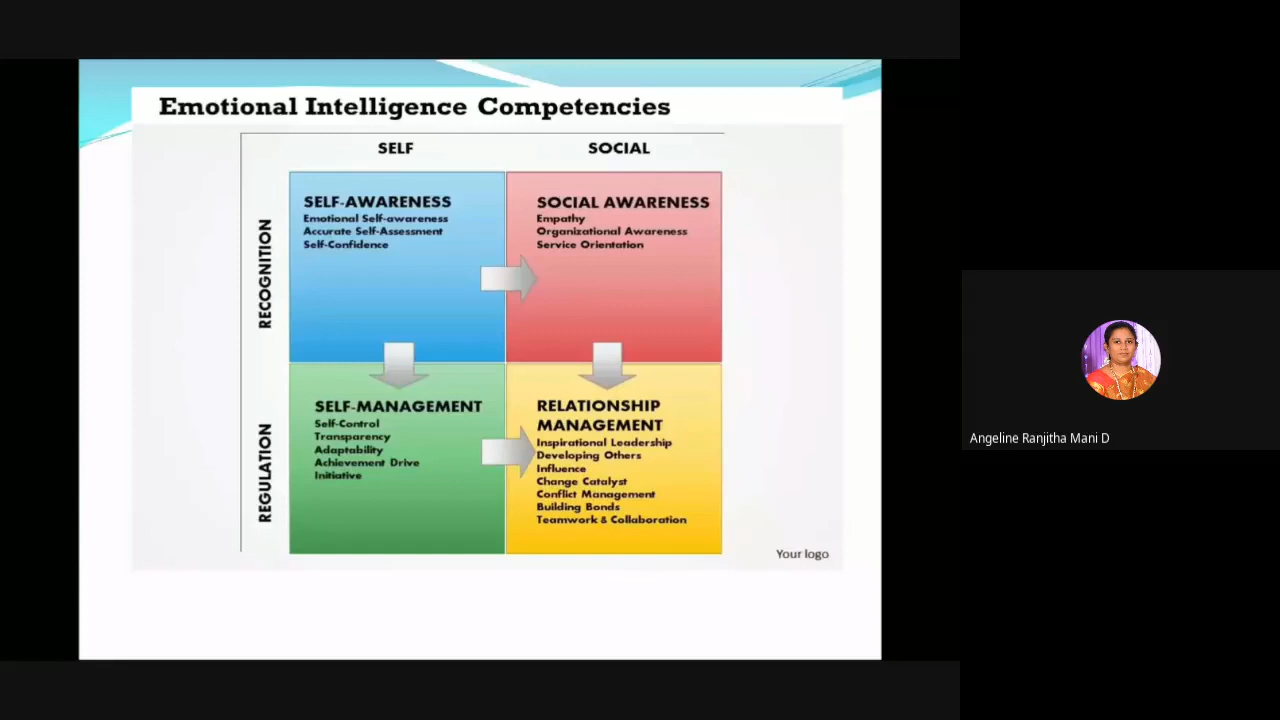 Emotional Intelligence Competencies
SELF
SOCIAL
RECOGNITION
SELF-AWARENESS
Emotional Self-awareness
Accurate Self-Assessment
Self-Confidence
SOCIAL AWARENESS
Empathy
Organizational Awareness
Service Orientation
REGULATION
SELF-MANAGEMENT
Self-Control
Transparency
Adaptability
Achievement Drive
Initiative
RELATIONSHIP
MANAGEMENT
Inspirational Leadership
Developing Others
Influence
Change Catalyst
Conflict Management
Building Bonds
Teamwork & Collaboration
Your logo
Angeline Ranjitha Mani D